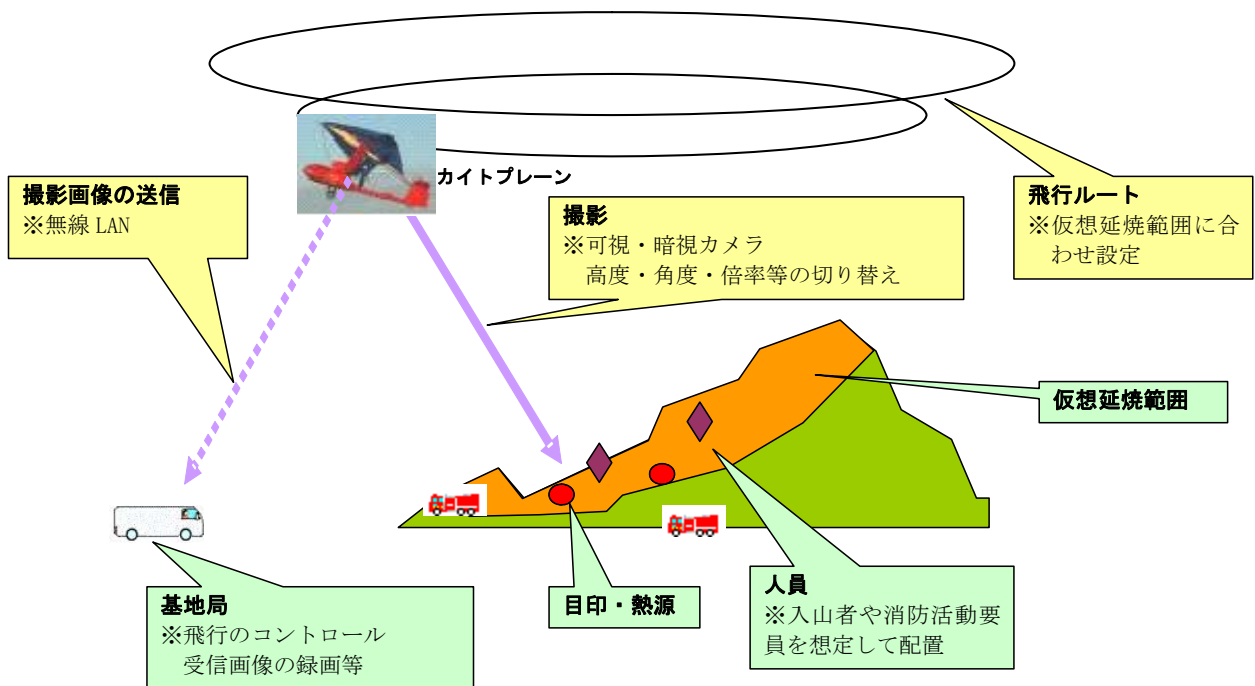 カイトプレーン
撮影画像の送信
※無線 LAN
撮影
※可視・暗視カメラ
高度・角度・倍率等の切り替え
飛行ルート
※仮想延焼範囲に合
わせ設定
仮想延焼範囲
基地局
※飛行のコントロール
受信画像の録画等
目印・熱源
人員
※入山者や消防活動要
員を想定して配置